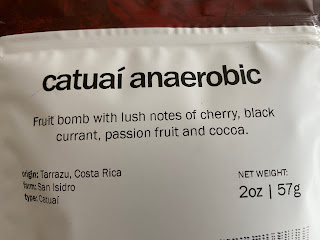 catuaí anaerobic
Fruit bomb with lush notes of cherry, black
currant, passion fruit and cocoa.
origin: Tarrazu, Costa Rica
farm: San Isidro
type: Catuaí
NET WEIGHT:
2oz | 57g